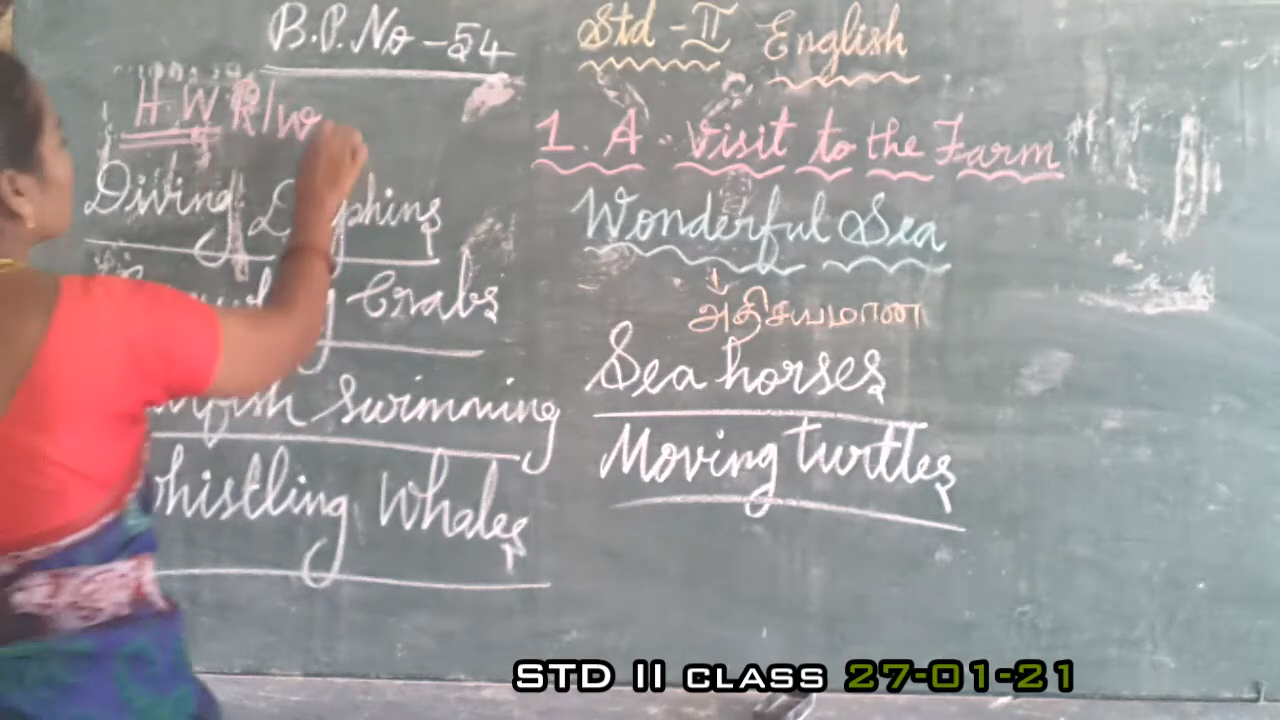 B.P.No - 54
H.W R/W
Diving
Crabs
Swimming
Whales
Std - II English
1. A Visit to the Farm
Wonderful Sea
அதிசயமான
Sea horses
Moving turtles
STD II CLASS 27-01-21